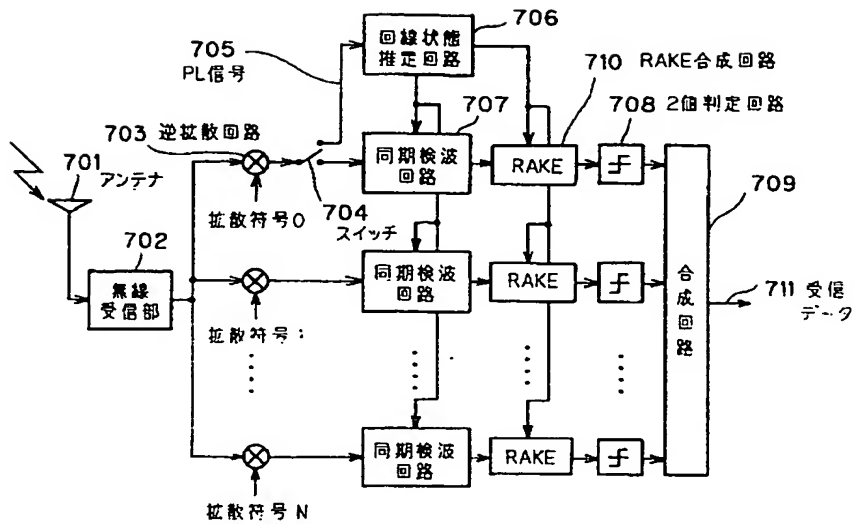 706
705
PL信号
回線状態
推定回路
710 RAKE合成回路
707
708 2値判定回路
703 逆拡散回路
701
アンテナ
同期検波
回路
RAKE
709
拡散符号0
704
スイッチ
702
無線
受信部
同期検波
回路
RAKE
合成回路
711 受信
データ
拡散符号i
同期検波
回路
RAKE
拡散符号N